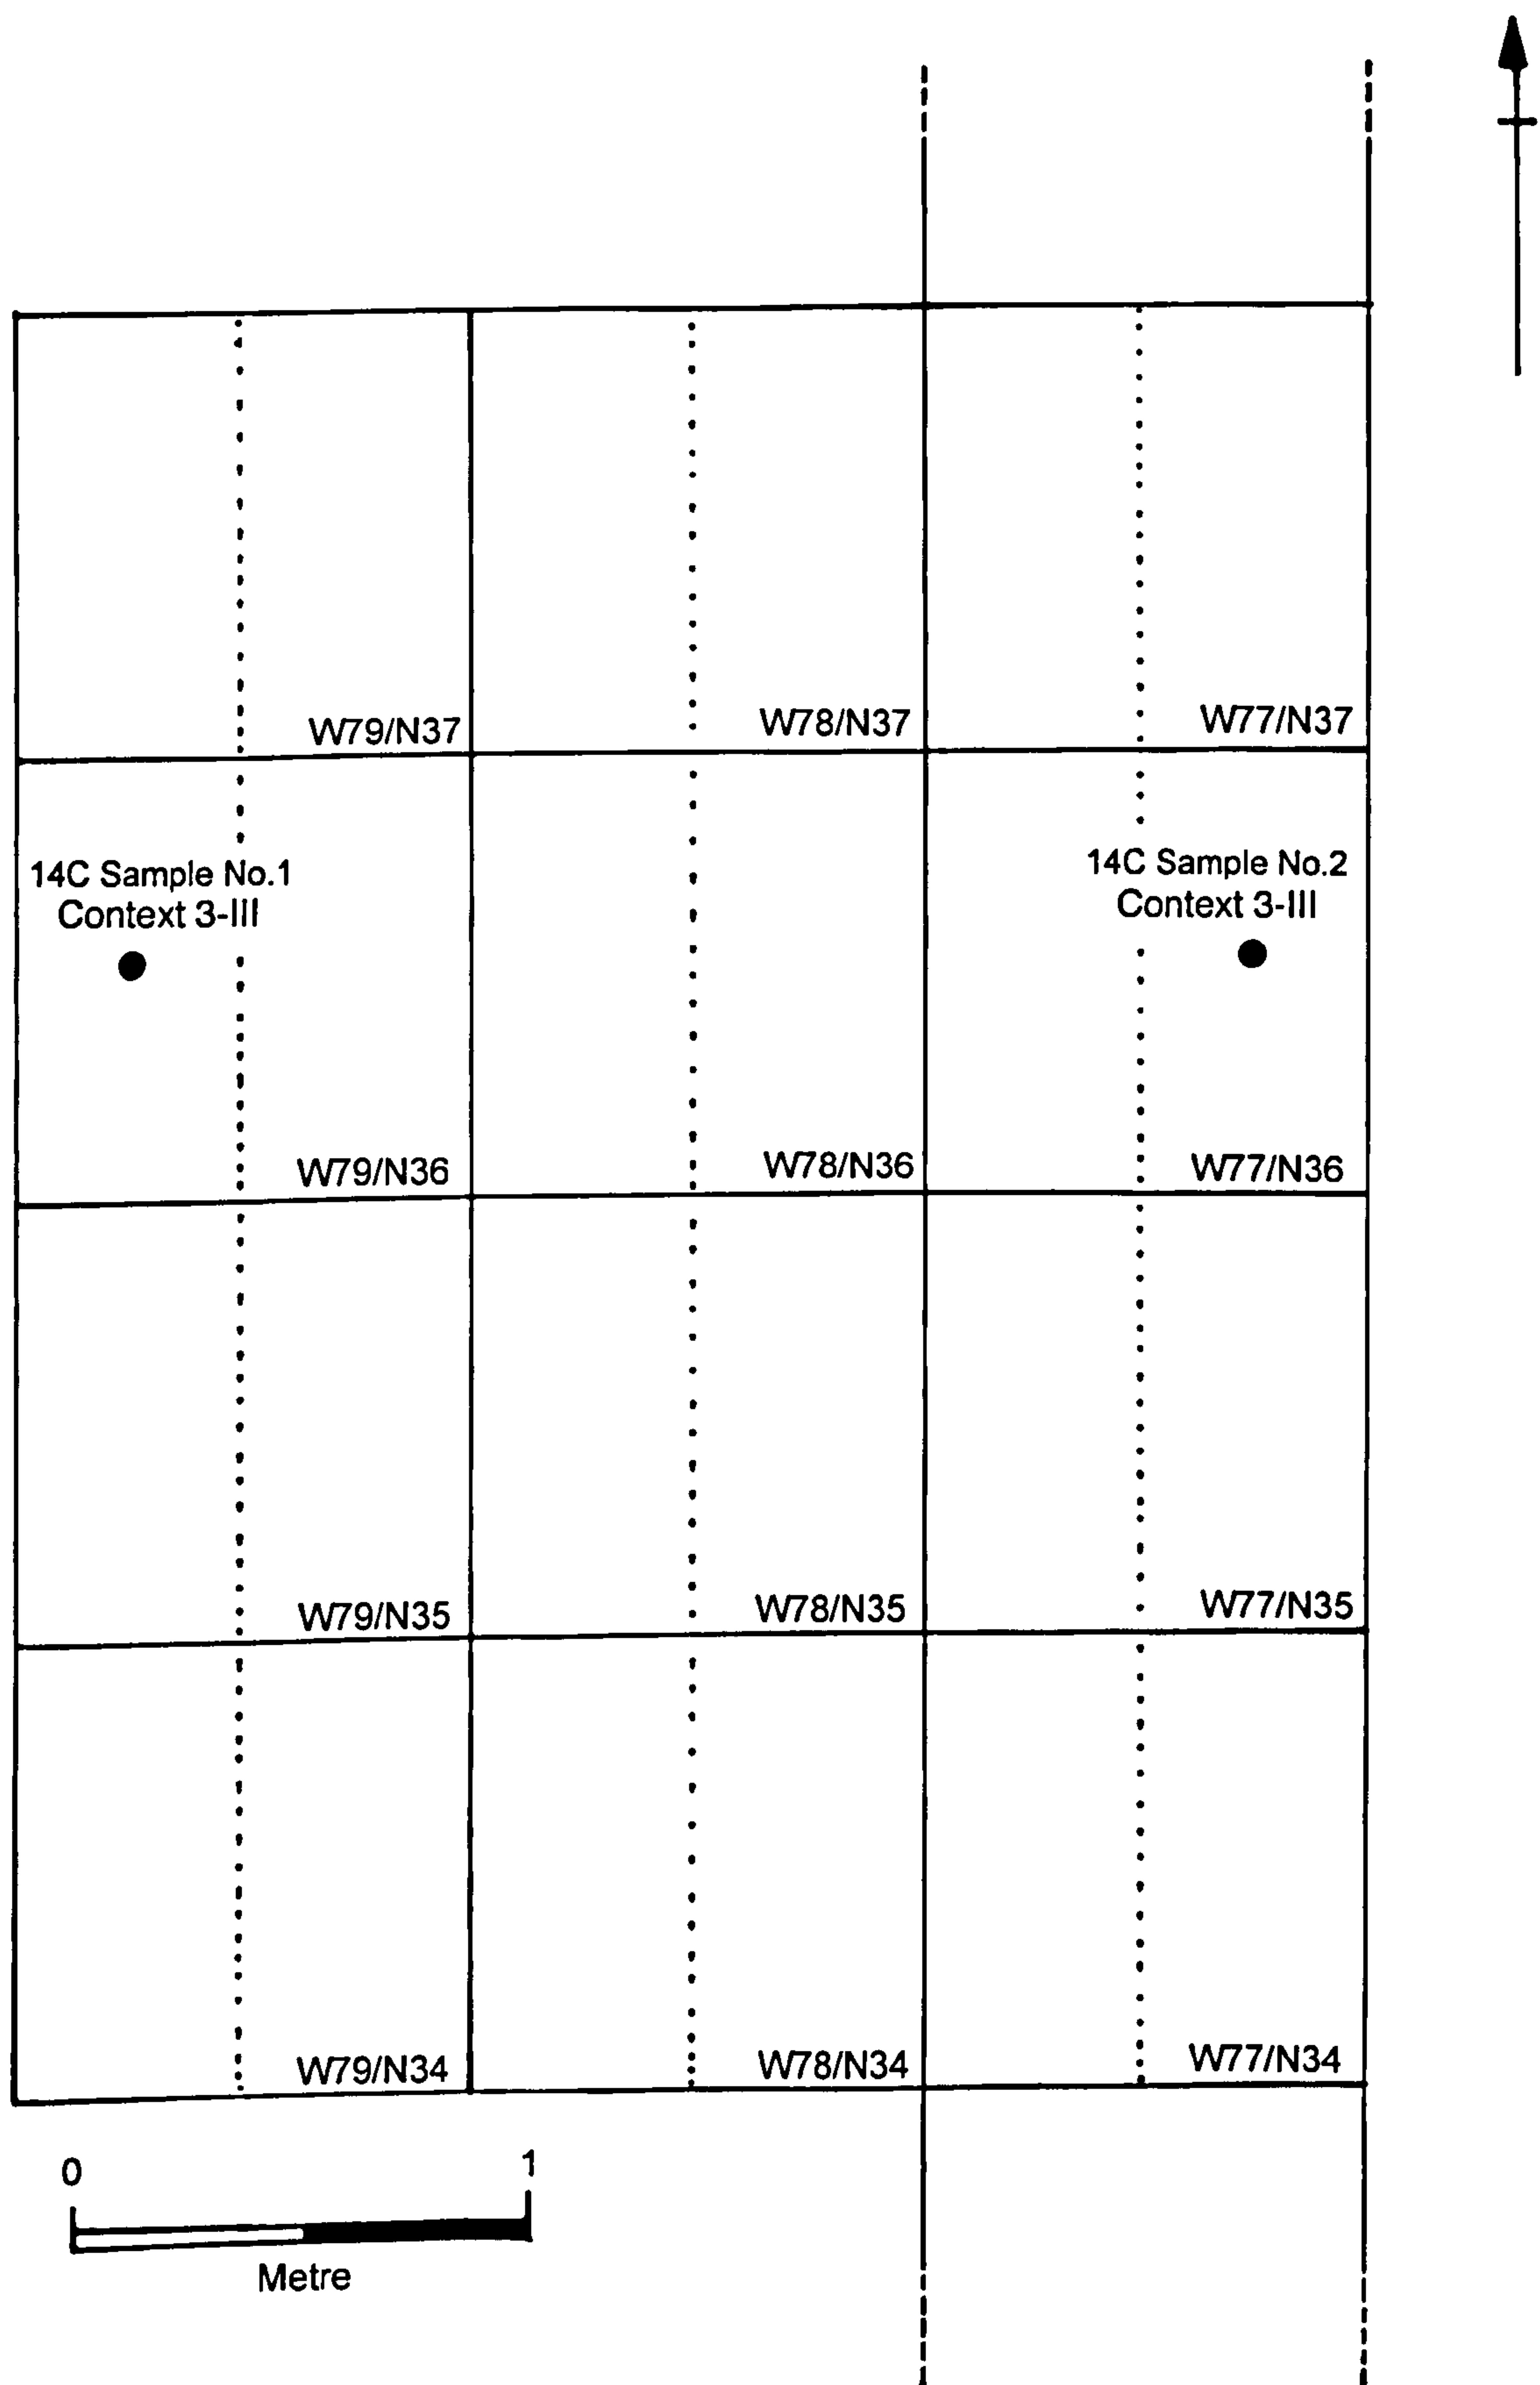 W79/N37
W78/N37
W77/N37
14C Sample No.1
Context 3-III
14C Sample No.2
Context 3-III
W79/N36
W78/N36
W77/N36
W79/N35
W78/N35
W77/N35
W79/N34
W78/N34
W77/N34
0
1
Metre